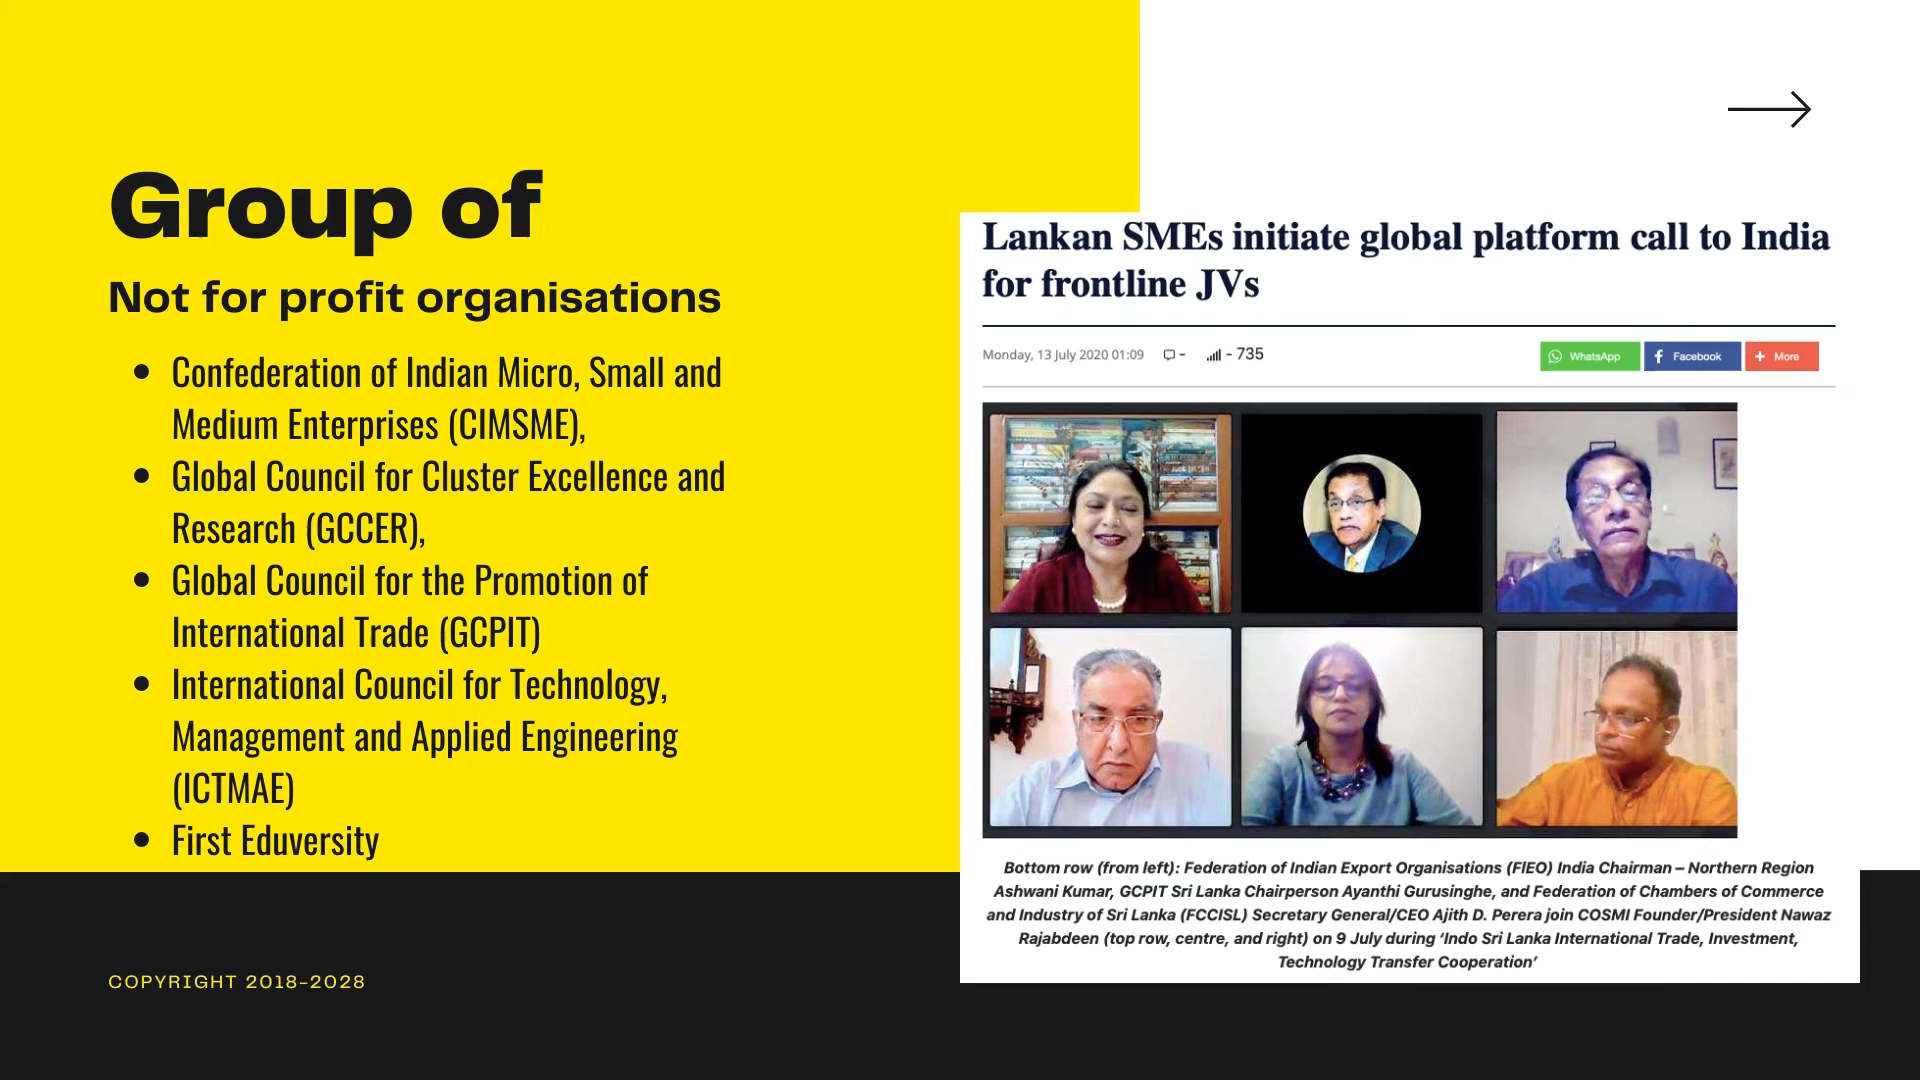 Group of
Not for profit organisations
• Confederation of Indian Micro, Small and
Medium Enterprises (CIMSME),
• Global Council for Cluster Excellence and
Research (GCCER),
• Global Council for the Promotion of
International Trade (GCPIT)
• International Council for Technology,
Management and Applied Engineering
(ICTMAE)
• First Eduversity
COPYRIGHT 2018-2028
Lankan SMEs initiate global platform call to India
for frontline JVs
Monday, 13 July 2020 01:09 - - 735
WhatsApp Facebook More
Bottom row (from left): Federation of Indian Export Organisations (FIEO) India Chairman – Northern Region
Ashwani Kumar, GCPIT Sri Lanka Chairperson Ayanthi Gurusinghe, and Federation of Chambers of Commerce
and Industry of Sri Lanka (FCCISL) Secretary General/CEO Ajith D. Perera join COSMI Founder/President Nawaz
Rajabdeen (top row, centre, and right) on 9 July during ‘Indo Sri Lanka International Trade, Investment,
Technology Transfer Cooperation’